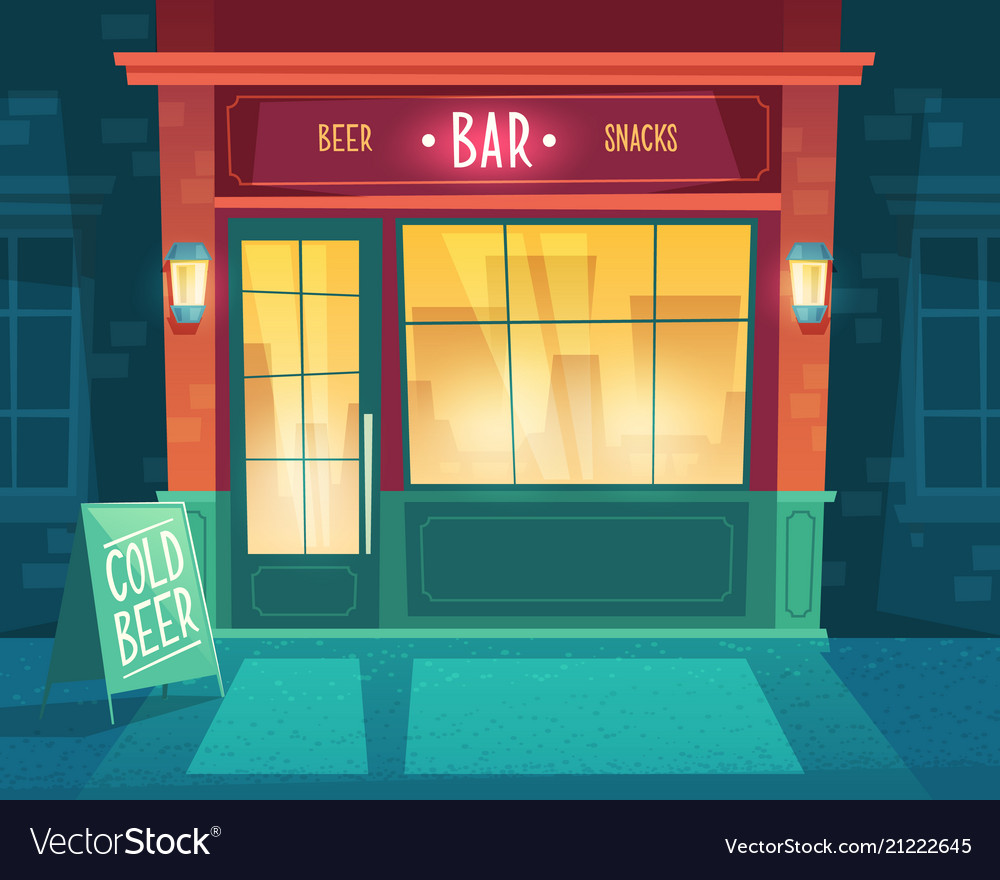 BEER • BAR • SNACKS
COLD
BEER
VectorStock®
VectorStock.com/21222645